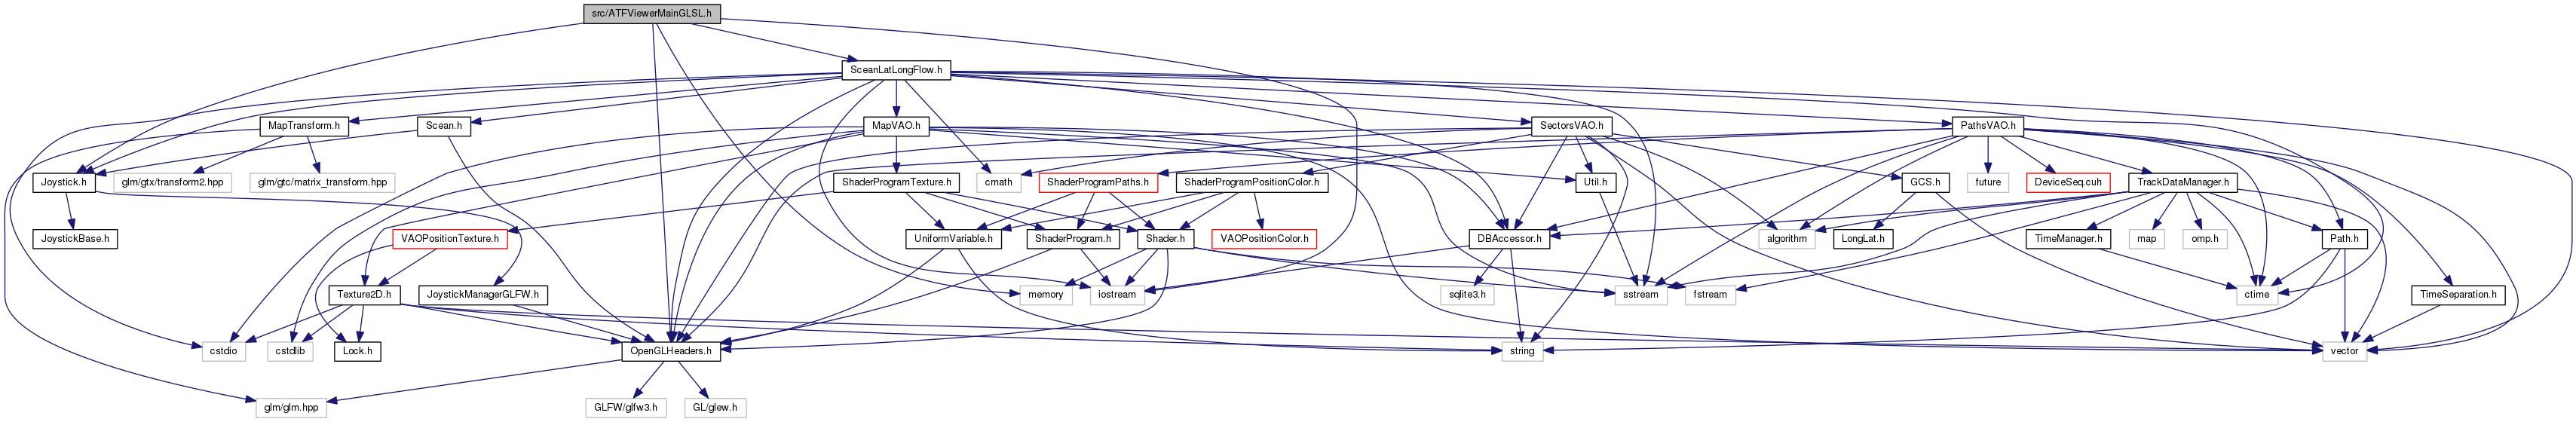 src/ATFViewerMainGLSL.h
SceanLatLongFlow.h
MapTransform.h
Scean.h
MapVAO.h
SectorsVAO.h
PathsVAO.h
Joystick.h
glm/gtx/transform2.hpp
glm/gtc/matrix_transform.hpp
ShaderProgramTexture.h
cmath
ShaderProgramPaths.h
ShaderProgramPositionColor.h
Util.h
GCS.h
future
DeviceSeq.cuh
TrackDataManager.h
JoystickBase.h
VAOPositionTexture.h
UniformVariable.h
ShaderProgram.h
Shader.h
VAOPositionColor.h
DBAccessor.h
algorithm
LongLat.h
TimeManager.h
map
omp.h
Path.h
Texture2D.h
JoystickManagerGLFW.h
memory
iostream
sqlite3.h
sstream
fstream
ctime
TimeSeparation.h
cstdio
cstdlib
Lock.h
OpenGLHeaders.h
string
vector
glm/glm.hpp
GLFW/glfw3.h
GL/glew.h